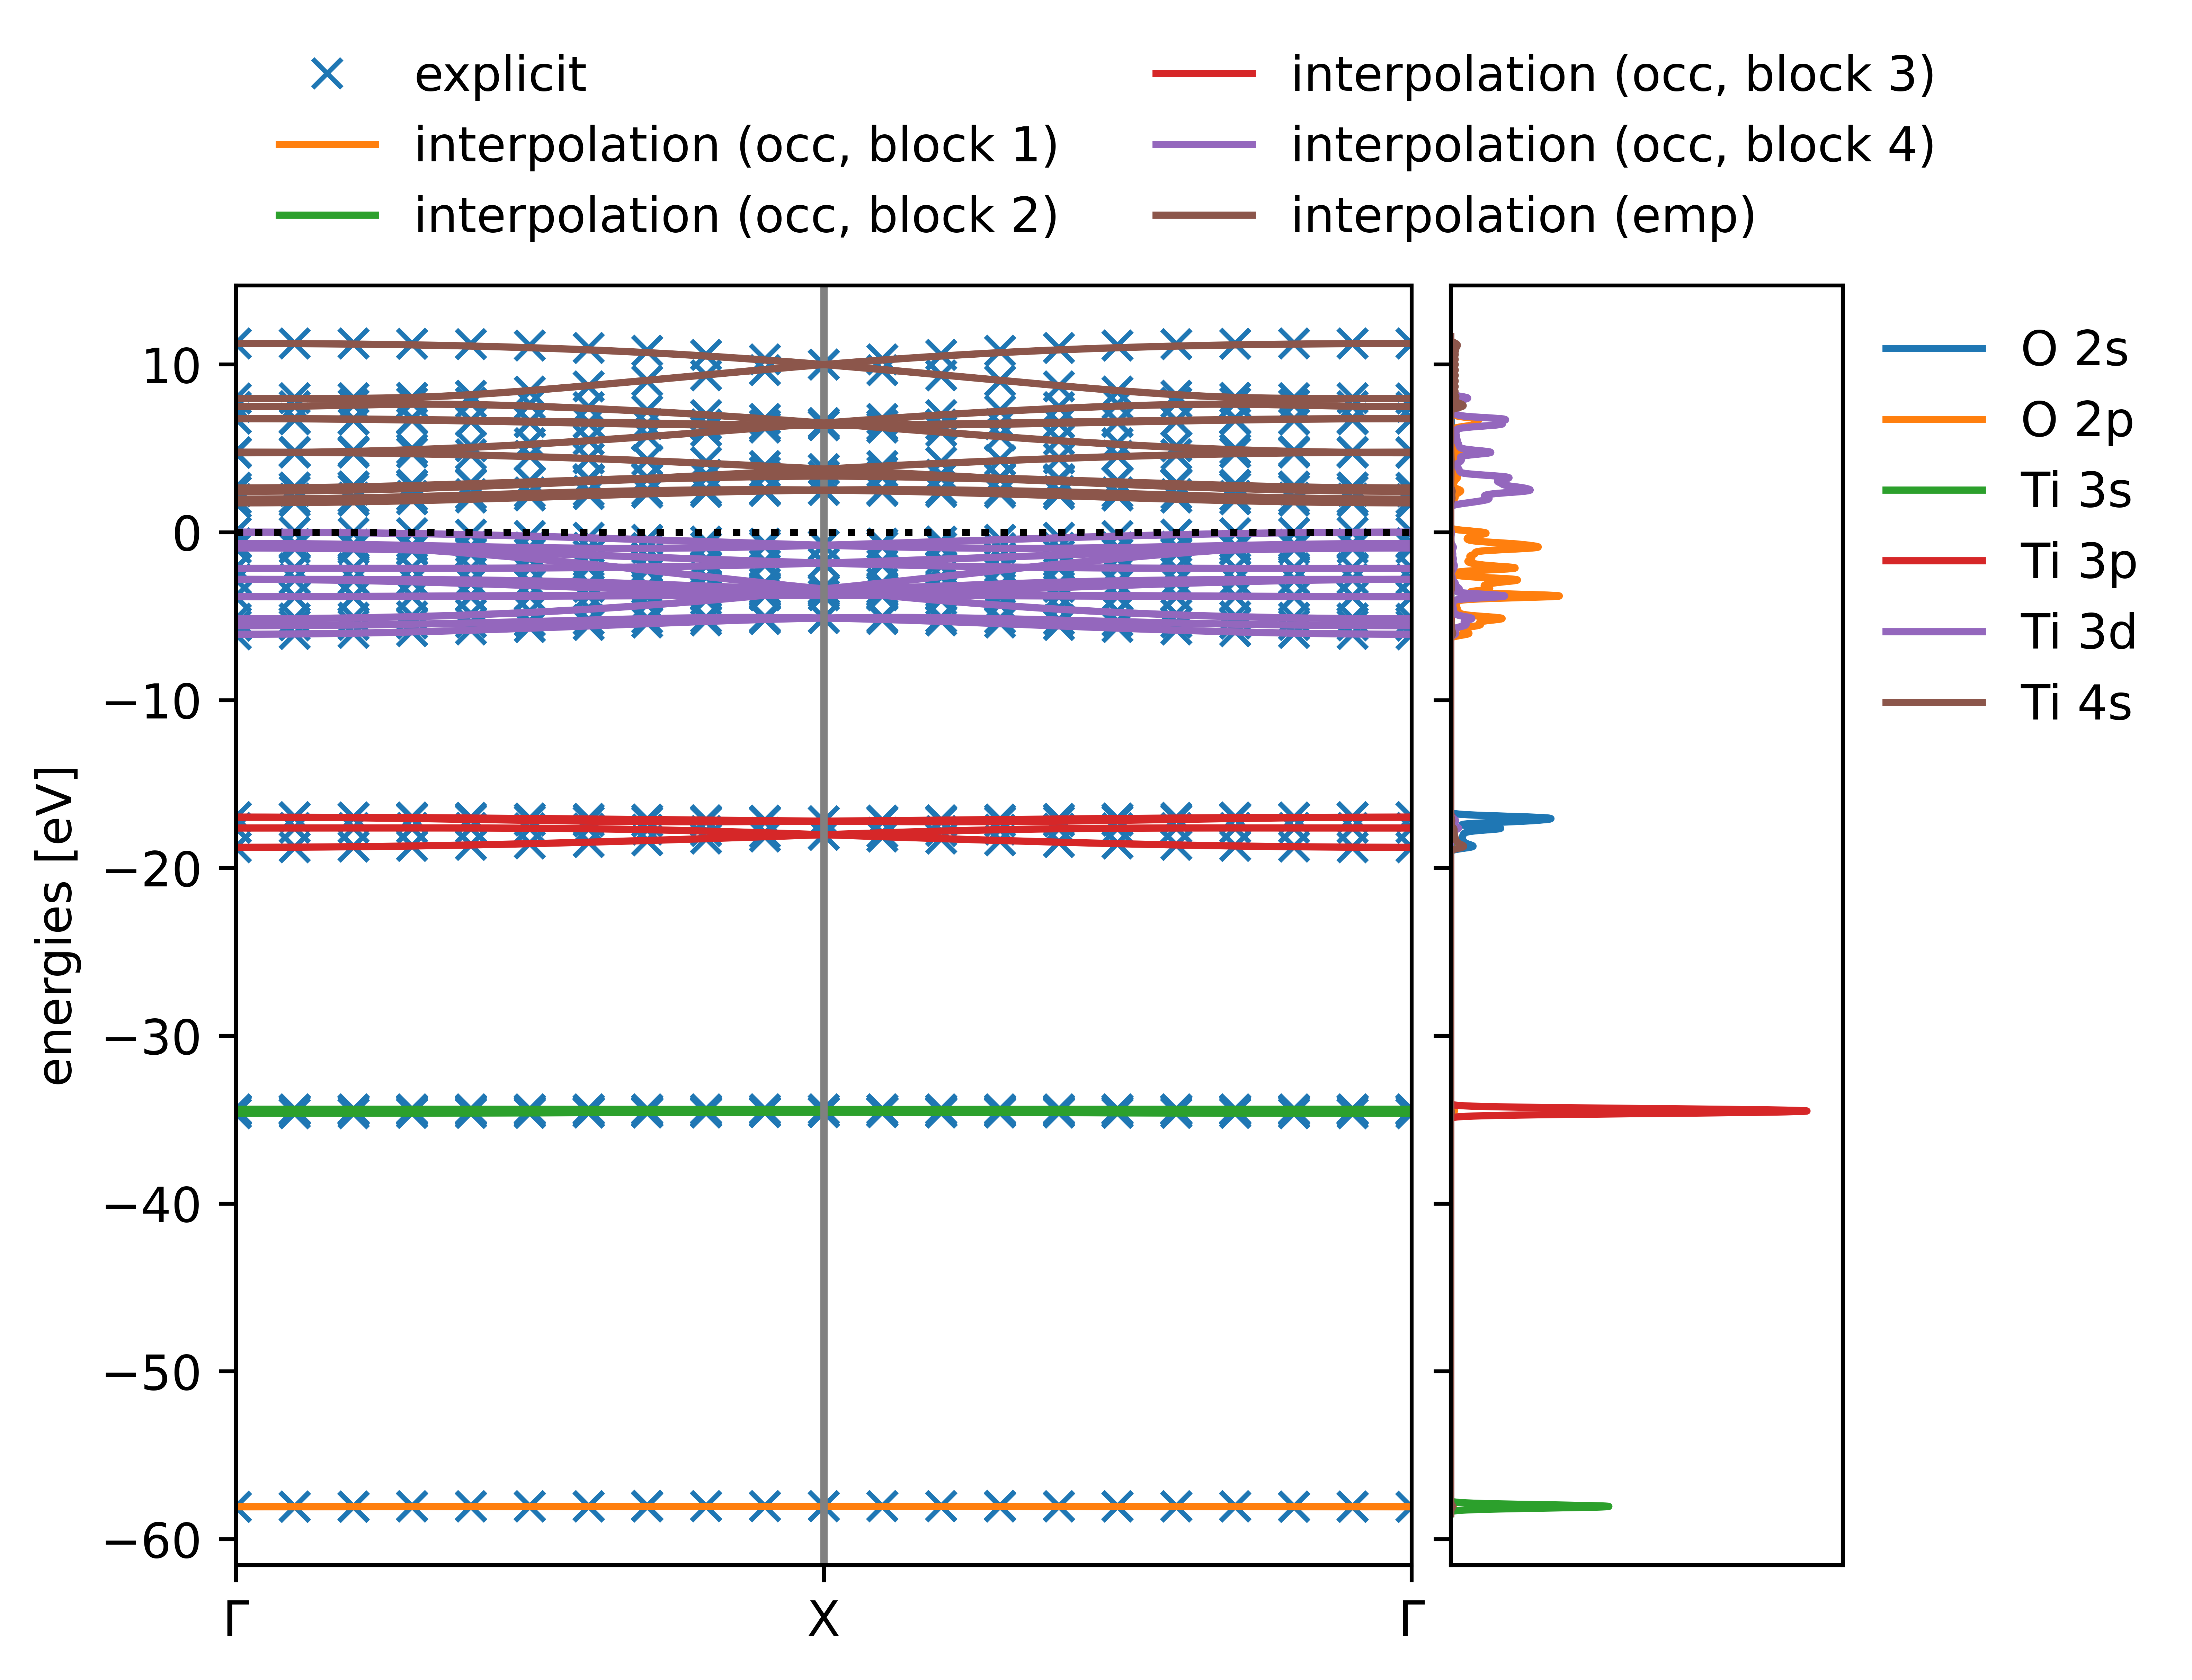 explicit
interpolation (occ, block 1)
interpolation (occ, block 2)
interpolation (occ, block 3)
interpolation (occ, block 4)
interpolation (emp)
energies [eV]
10
0
−10
−20
−30
−40
−50
−60
Γ
X
Γ
O 2s
O 2p
Ti 3s
Ti 3p
Ti 3d
Ti 4s